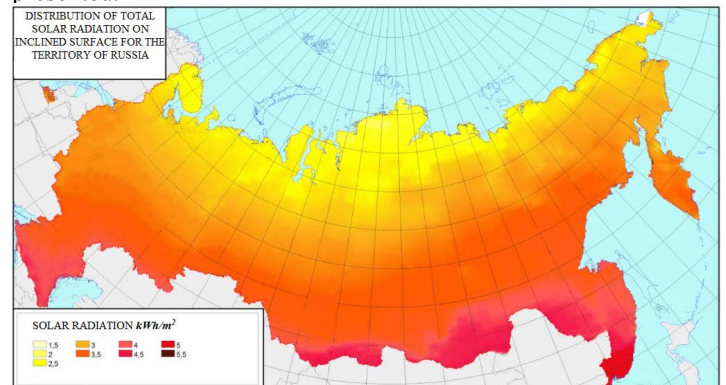 DISTRIBUTION OF TOTAL
SOLAR RADIATION ON
INCLINED SURFACE FOR THE
TERRITORY OF RUSSIA
SOLAR RADIATION kWh/m²
1,5 3 4 5
2 3,5 4,5 5,5
2,5